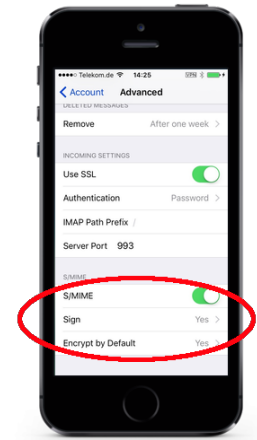 Telekom.de 14:25
Account Advanced
DELETED MESSAGES
Remove After one week
INCOMING SETTINGS
Use SSL
Authentication Password
IMAP Path Prefix /
Server Port 993
S/MIME
S/MIME
Sign Yes
Encrypt by Default Yes